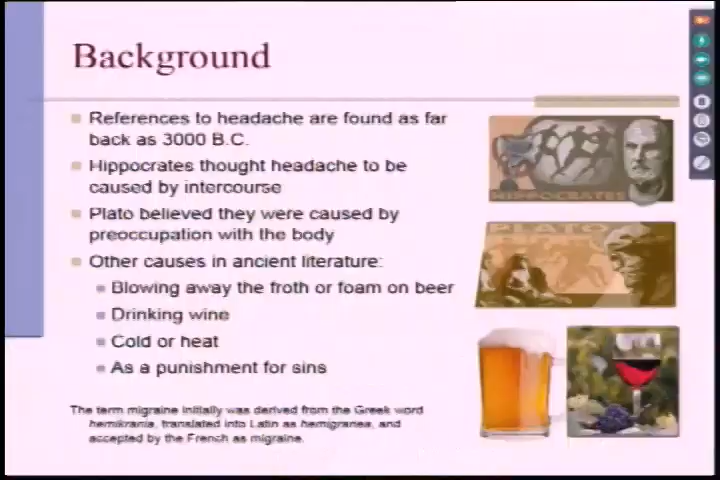 Background
References to headache are found as far
back as 3000 B.C.
Hippocrates thought headache to be
caused by intercourse
Plato believed they were caused by
preoccupation with the body
Other causes in ancient literature:
Blowing away the froth or foam on beer
Drinking wine
Cold or heat
As a punishment for sins
The term migraine initially was derived from the Greek word
hemikrania, translated into Latin as hemigranea, and
accepted by the French as migraine.
HIPPOCRATES
PLATO